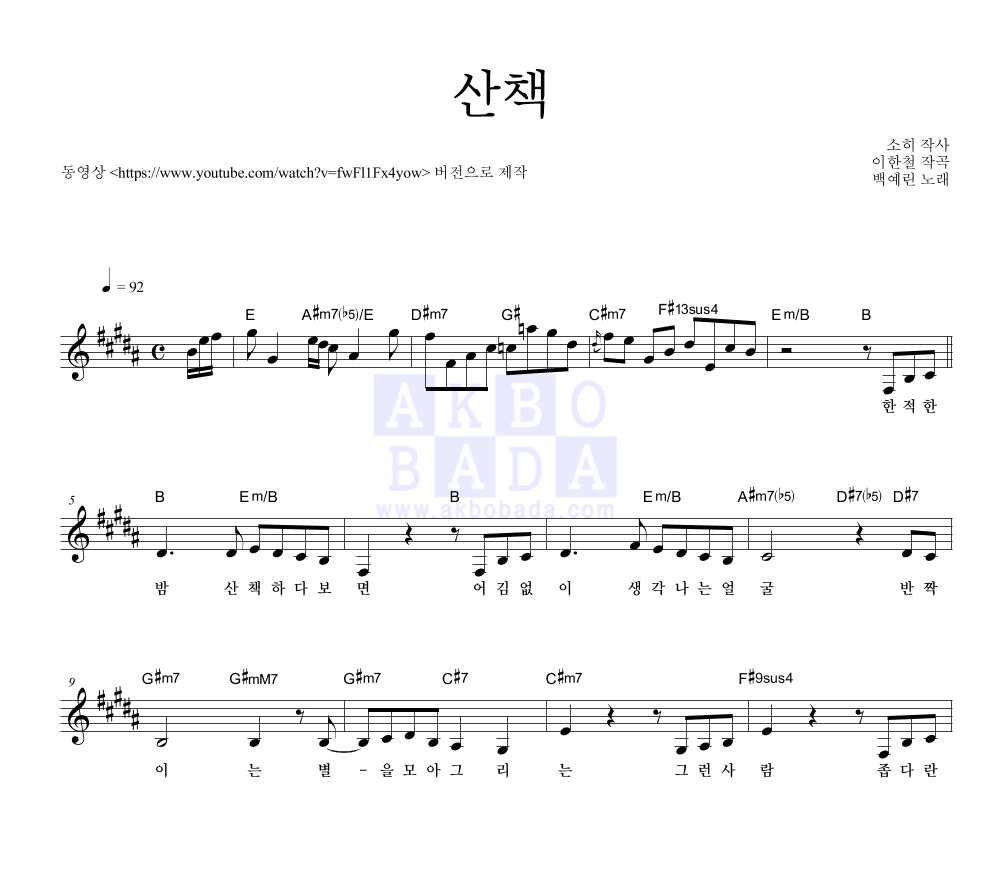 산책
소히 작사
이한철 작곡
동영상 <https://www.youtube.com/watch?v=fwFl1Fx4yow> 버전으로 제작
백예린 노래
♩ = 92
E A♯m7(♭5)/E D♯m7 G♯ C♯m7 F♯13sus4 Em/B B
한 적 한
AKBO
BADA
www.akbobada.com
5
B Em/B B Em/B A♯m7(♭5) D♯7(♭5) D♯7
밤 산 책 하 다 보 면 어 김 없 이 생 각 나 는 얼 굴 반 짝
9
G♯m7 G♯mM7 G♯m7 C♯7 C♯m7 F♯9sus4
이 는 별 - 을 모 아 그 리 는 그 런 사 람 좁 다 란